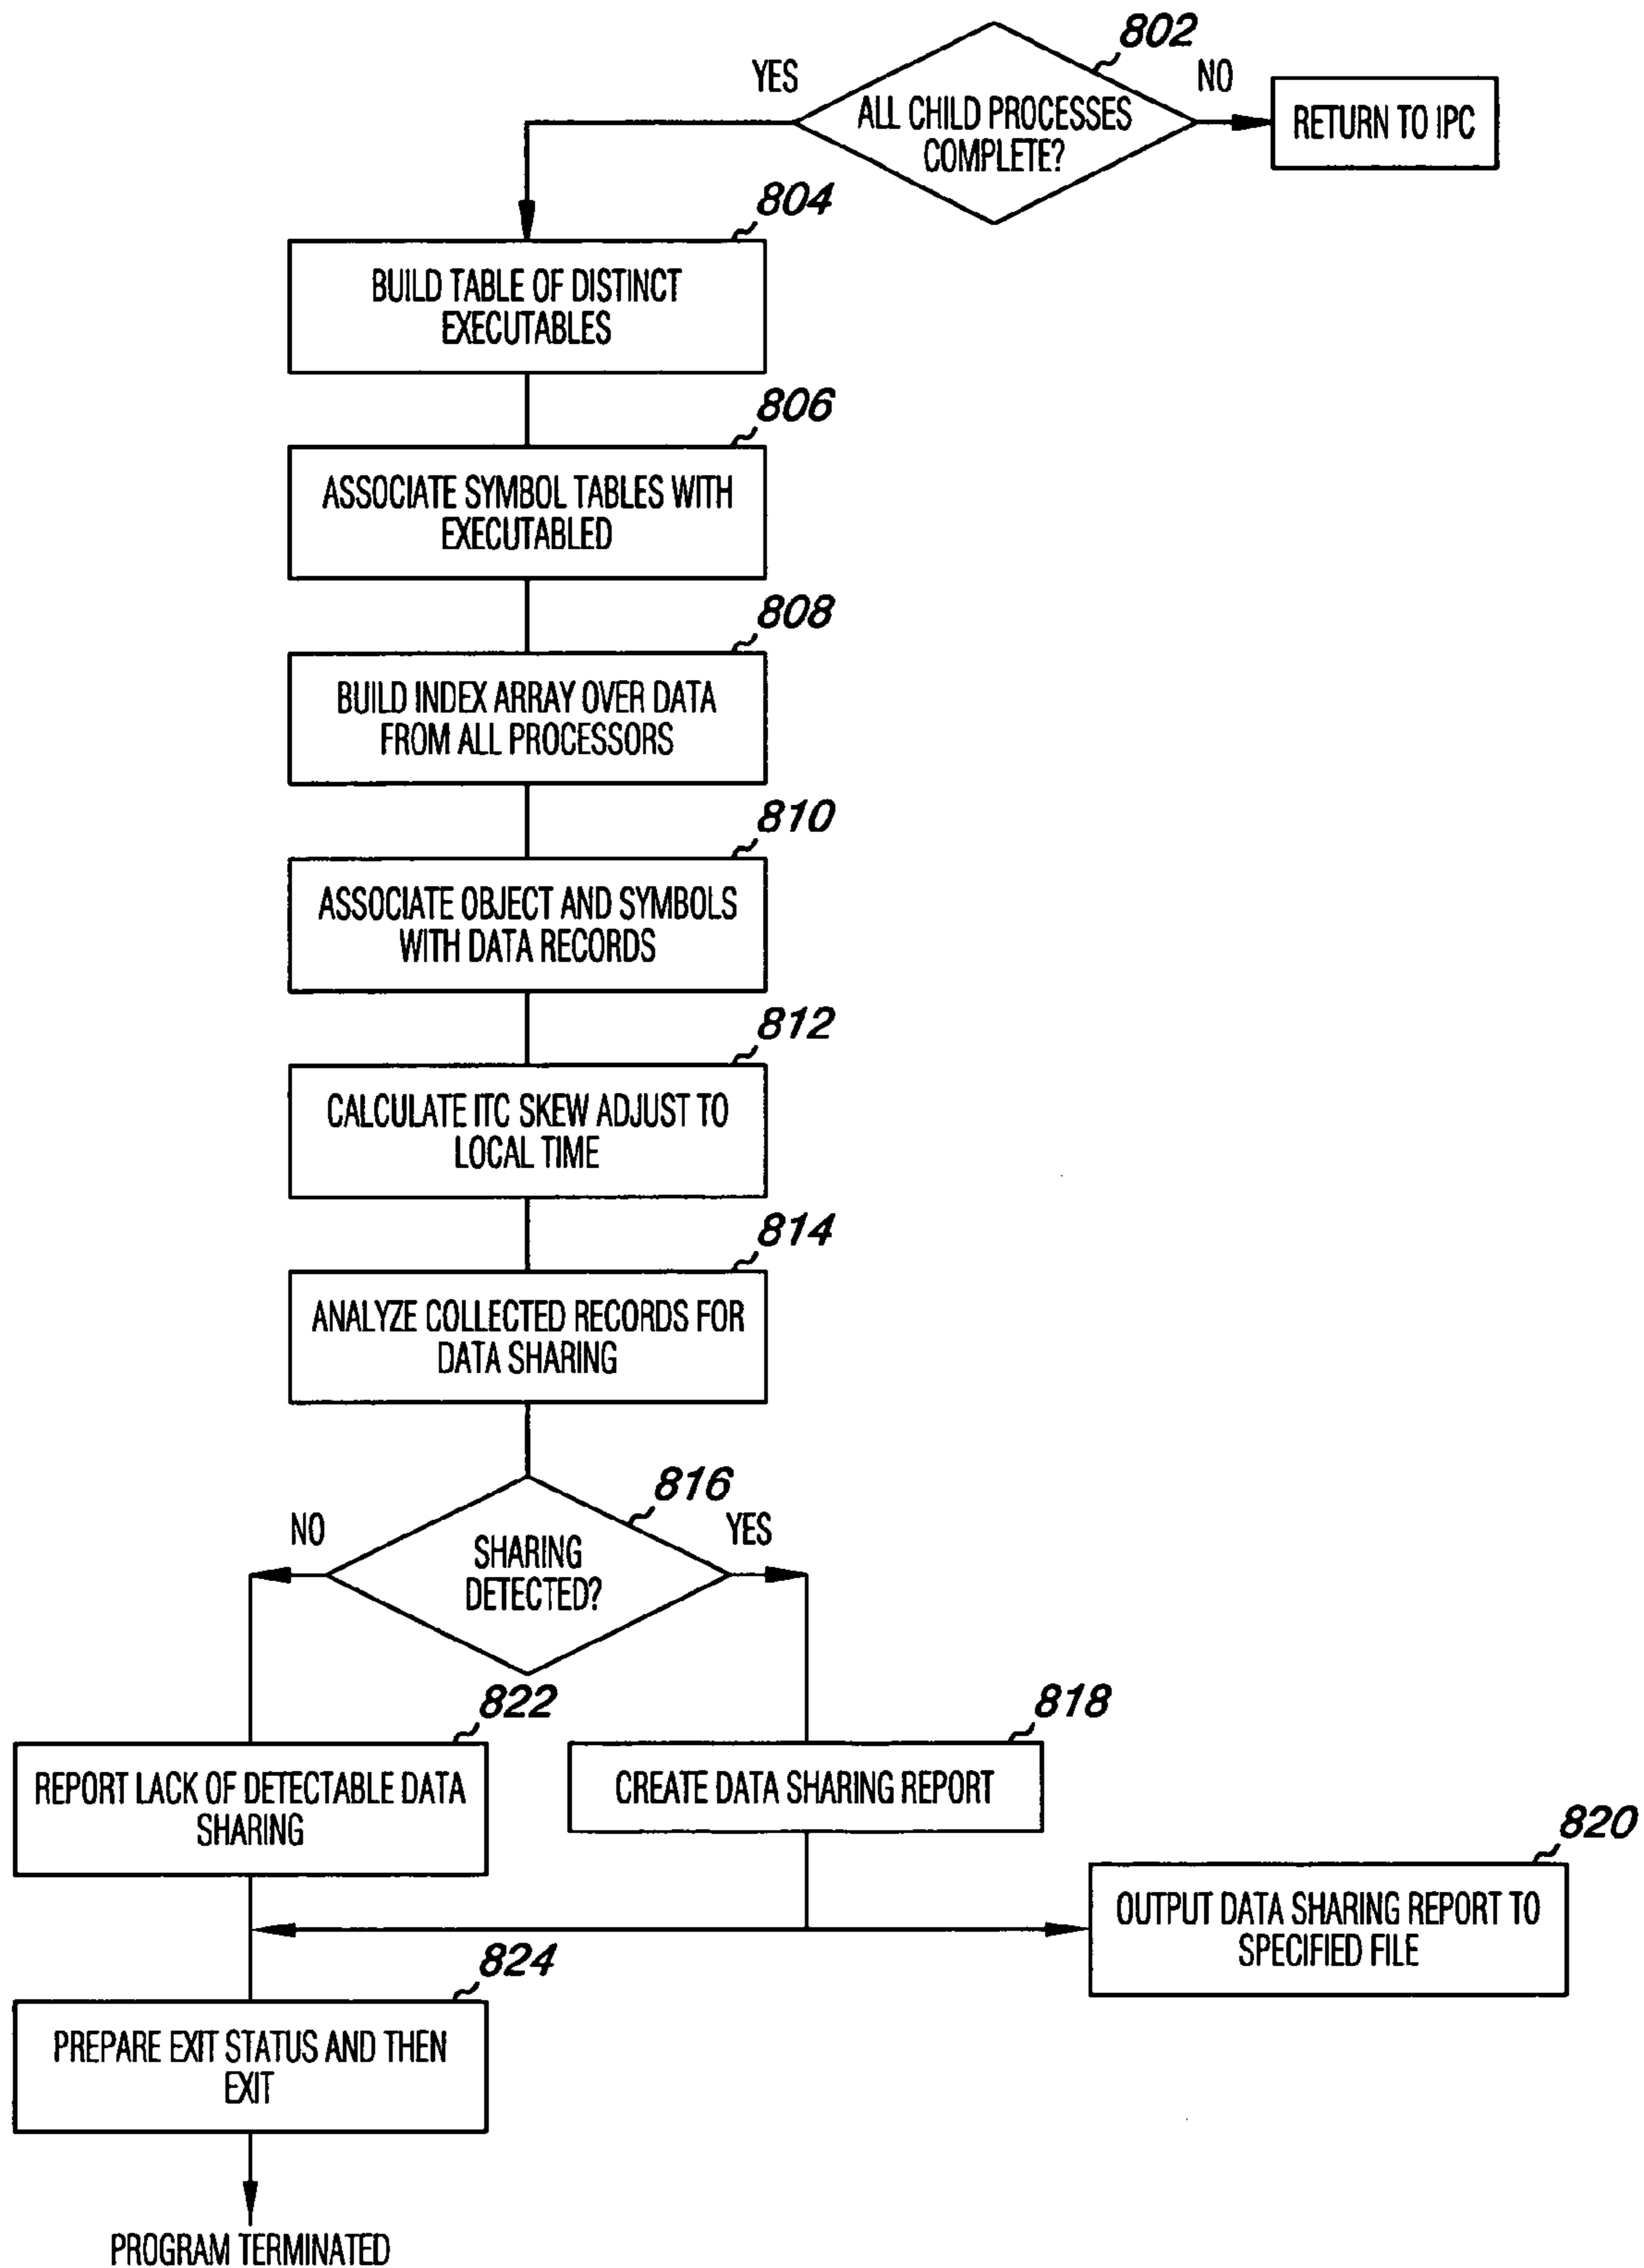 802
YES
NO
ALL CHILD PROCESSES
COMPLETE?
RETURN TO IPC
804
BUILD TABLE OF DISTINCT
EXECUTABLES
806
ASSOCIATE SYMBOL TABLES WITH
EXECUTABLED
808
BUILD INDEX ARRAY OVER DATA
FROM ALL PROCESSORS
810
ASSOCIATE OBJECT AND SYMBOLS
WITH DATA RECORDS
812
CALCULATE ITC SKEW ADJUST TO
LOCAL TIME
814
ANALYZE COLLECTED RECORDS FOR
DATA SHARING
816
NO
YES
SHARING
DETECTED?
822
REPORT LACK OF DETECTABLE DATA
SHARING
818
CREATE DATA SHARING REPORT
820
OUTPUT DATA SHARING REPORT TO
SPECIFIED FILE
824
PREPARE EXIT STATUS AND THEN
EXIT
PROGRAM TERMINATED